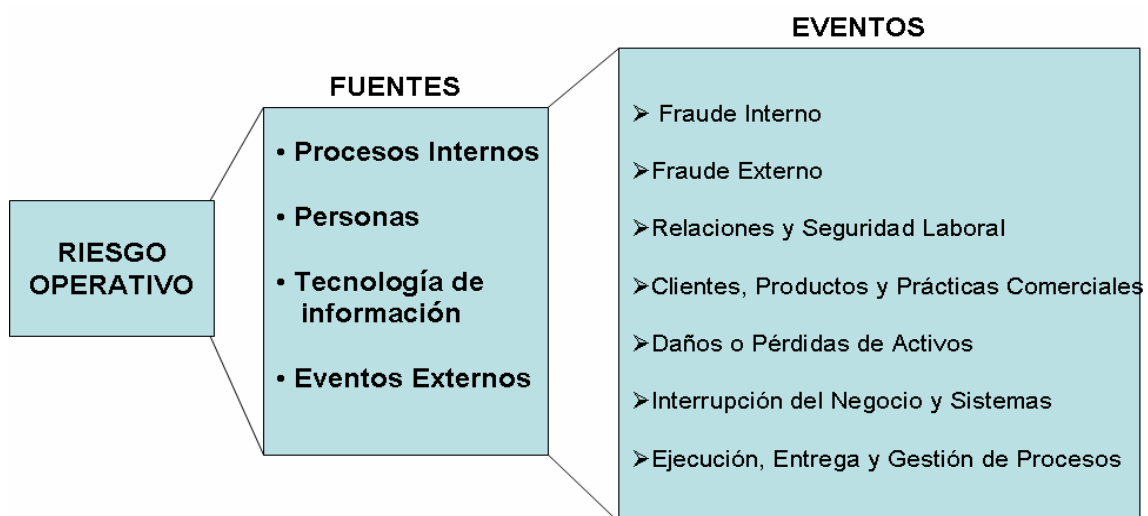 RIESGO
OPERATIVO
FUENTES
• Procesos Internos
• Personas
• Tecnología de
información
• Eventos Externos
EVENTOS
➢ Fraude Interno
➢Fraude Externo
➢Relaciones y Seguridad Laboral
➢Clientes, Productos y Prácticas Comerciales
➢Daños o Pérdidas de Activos
➢Interrupción del Negocio y Sistemas
➢Ejecución, Entrega y Gestión de Procesos